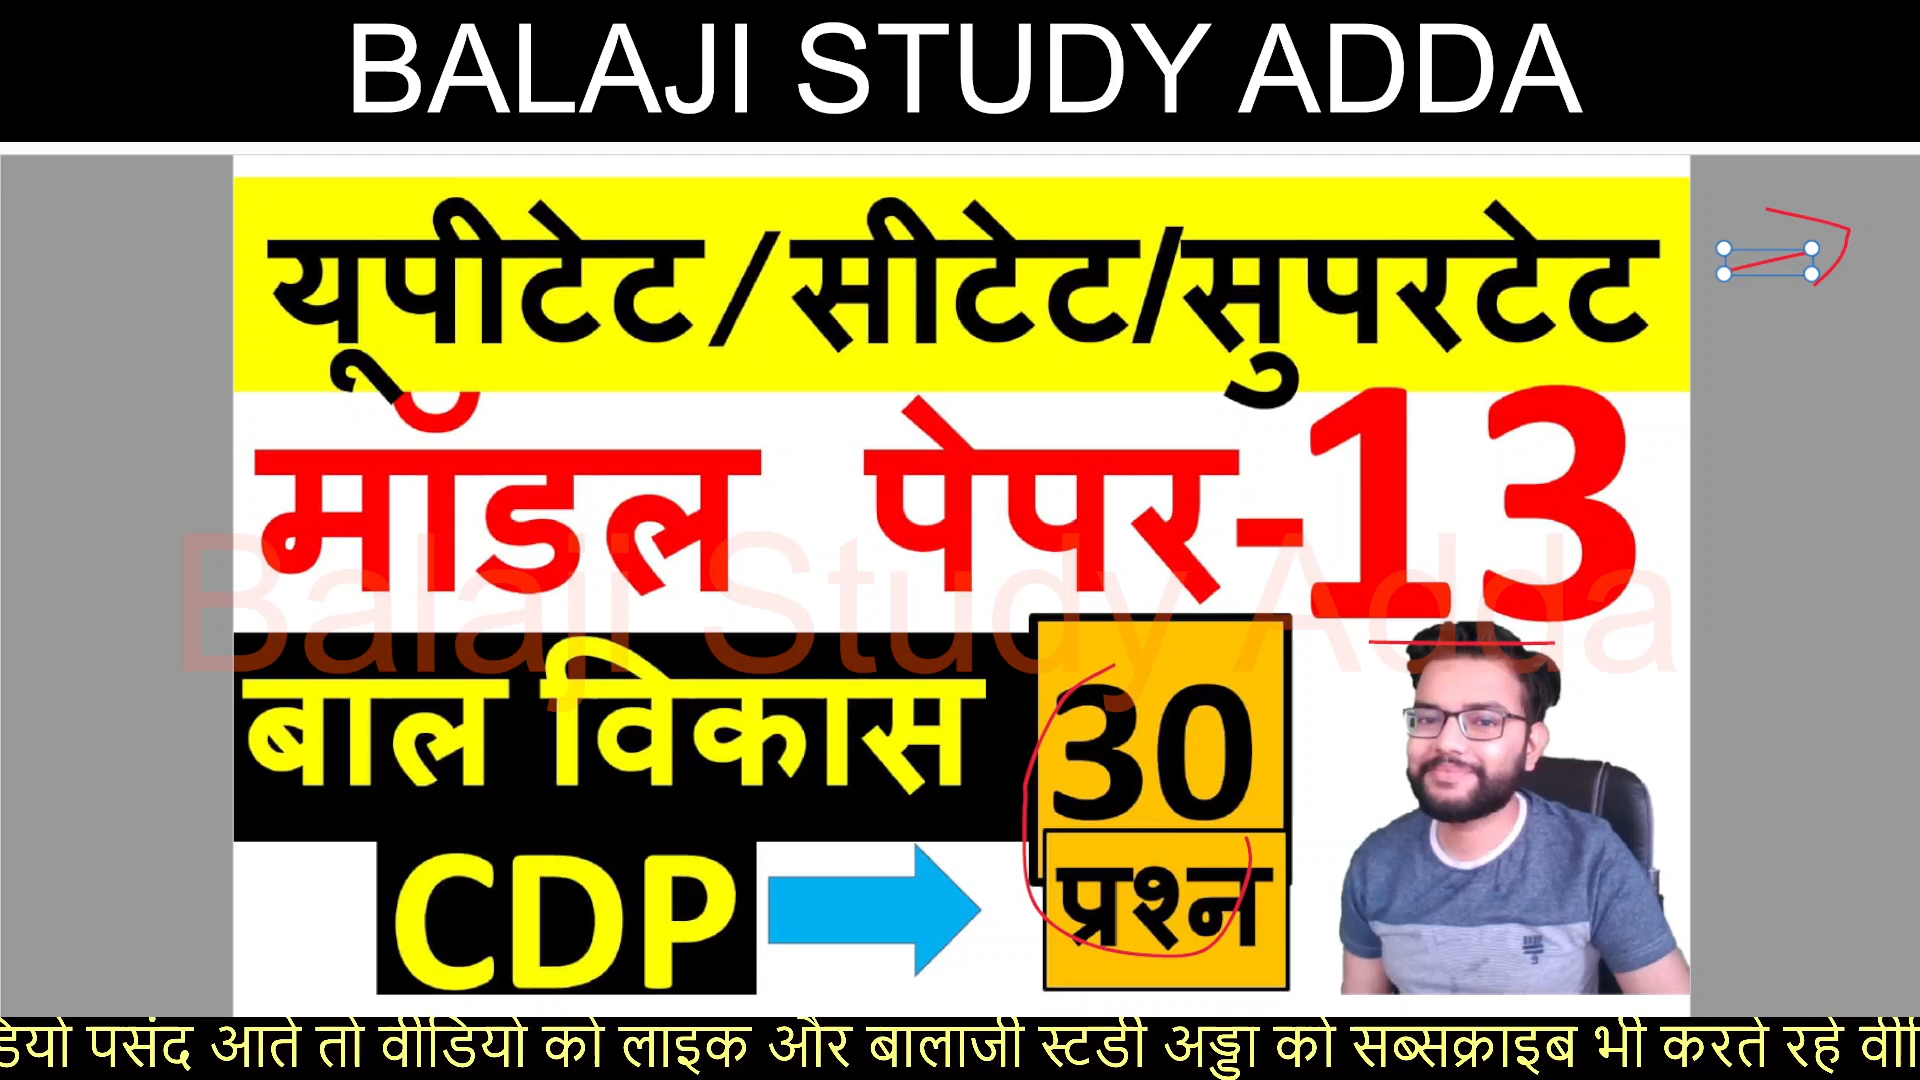 BALAJI STUDY ADDA
यूपीटेट/सीटेट/सुपरटेट
मॉडल पेपर-13
Balaji Study Adda
बाल विकास
30
प्रश्न
CDP
पसंद आते तो वीडियो को लाइक और बालाजी स्टडी अड्डा को सब्सक्राइब भी करते रहे